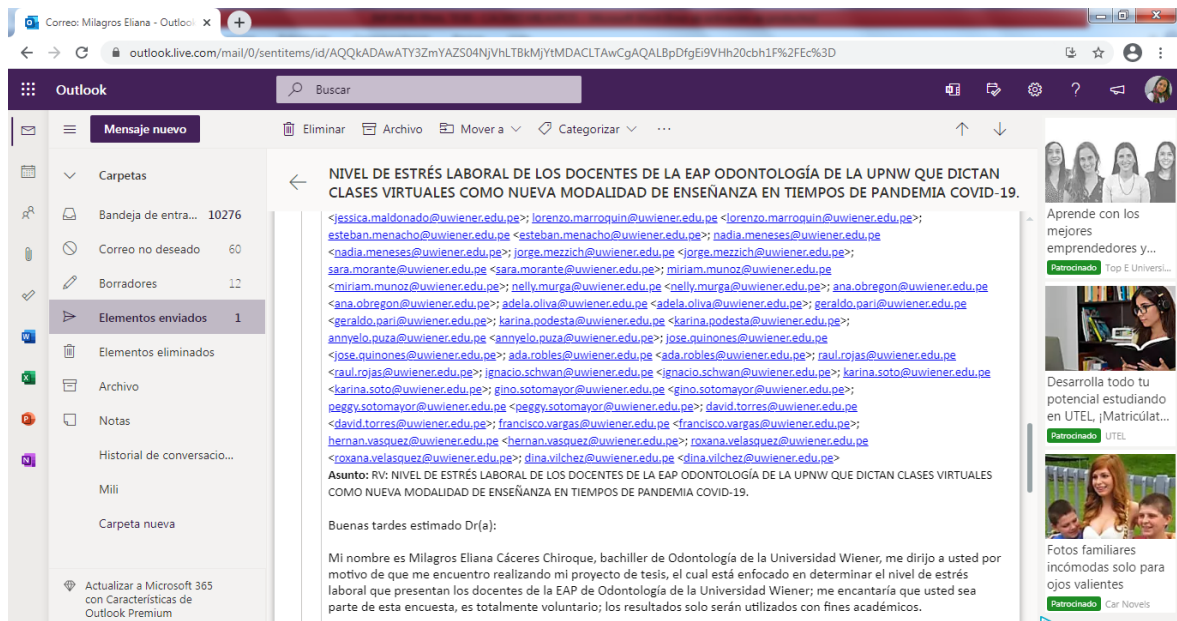 Correo: Milagros Eliana - Outloo
outlook.live.com/mail/0/sentitems/id/AQQkADAwATY3ZmYAZS04NjVhLTBkMjYtMDACLTAwCgAQALBpDfgEi9VHh20cbh1F%2FEc%3D
Outlook
Buscar
Mensaje nuevo
Eliminar Archivo Mover a Categorizar ...
Carpetas
Bandeja de entra... 10276
Correo no deseado 60
Borradores 12
Elementos enviados 1
Elementos eliminados
Archivo
Notas
Historial de conversacio...
Mili
Carpeta nueva
Actualizar a Microsoft 365
con Características de
Outlook Premium
NIVEL DE ESTRÉS LABORAL DE LOS DOCENTES DE LA EAP ODONTOLOGÍA DE LA UPNW QUE DICTAN
CLASES VIRTUALES COMO NUEVA MODALIDAD DE ENSEÑANZA EN TIEMPOS DE PANDEMIA COVID-19.
<jessica.maldonado@uwiener.edu.pe>; lorenzo.marroquin@uwiener.edu.pe <lorenzo.marroquin@uwiener.edu.pe>;
esteban.menacho@uwiener.edu.pe <esteban.menacho@uwiener.edu.pe>; nadia.meneses@uwiener.edu.pe
<nadia.meneses@uwiener.edu.pe>; jorge.mezzich@uwiener.edu.pe <jorge.mezzich@uwiener.edu.pe>;
sara.morante@uwiener.edu.pe <sara.morante@uwiener.edu.pe>; miriam.munoz@uwiener.edu.pe
<miriam.munoz@uwiener.edu.pe>; nelly.murga@uwiener.edu.pe <nelly.murga@uwiener.edu.pe>; ana.obregon@uwiener.edu.pe
<ana.obregon@uwiener.edu.pe>; adela.oliva@uwiener.edu.pe <adela.oliva@uwiener.edu.pe>; geraldo.pari@uwiener.edu.pe
<geraldo.pari@uwiener.edu.pe>; karina.podesta@uwiener.edu.pe <karina.podesta@uwiener.edu.pe>;
annyelo.puza@uwiener.edu.pe <annyelo.puza@uwiener.edu.pe>; jose.quinones@uwiener.edu.pe
<jose.quinones@uwiener.edu.pe>; ada.robles@uwiener.edu.pe <ada.robles@uwiener.edu.pe>; raul.rojas@uwiener.edu.pe
<raul.rojas@uwiener.edu.pe>; ignacio.schwan@uwiener.edu.pe <ignacio.schwan@uwiener.edu.pe>; karina.soto@uwiener.edu.pe
<karina.soto@uwiener.edu.pe>; gino.sotomayor@uwiener.edu.pe <gino.sotomayor@uwiener.edu.pe>;
peggy.sotomayor@uwiener.edu.pe <peggy.sotomayor@uwiener.edu.pe>; david.torres@uwiener.edu.pe
<david.torres@uwiener.edu.pe>; francisco.vargas@uwiener.edu.pe <francisco.vargas@uwiener.edu.pe>;
hernan.vasquez@uwiener.edu.pe <hernan.vasquez@uwiener.edu.pe>; roxana.velasquez@uwiener.edu.pe
<roxana.velasquez@uwiener.edu.pe>; dina.vilchez@uwiener.edu.pe <dina.vilchez@uwiener.edu.pe>
Asunto: RV: NIVEL DE ESTRÉS LABORAL DE LOS DOCENTES DE LA EAP ODONTOLOGÍA DE LA UPNW QUE DICTAN CLASES VIRTUALES
COMO NUEVA MODALIDAD DE ENSEÑANZA EN TIEMPOS DE PANDEMIA COVID-19.
Buenas tardes estimado Dr(a):
Mi nombre es Milagros Eliana Cáceres Chiroque, bachiller de Odontología de la Universidad Wiener, me dirijo a usted por
motivo de que me encuentro realizando mi proyecto de tesis, el cual está enfocado en determinar el nivel de estrés
laboral que presentan los docentes de la EAP de Odontología de la Universidad Wiener; me encantaría que usted sea
parte de esta encuesta, es totalmente voluntario; los resultados solo serán utilizados con fines académicos.
Aprende con los
mejores
emprendedores y...
Patrocinado Top E Universi...
Desarrolla todo tu
potencial estudiando
en UTEL, ¡Matricúlat...
Patrocinado UTEL
Fotos familiares
incómodas solo para
ojos valientes
Patrocinado Car Novels